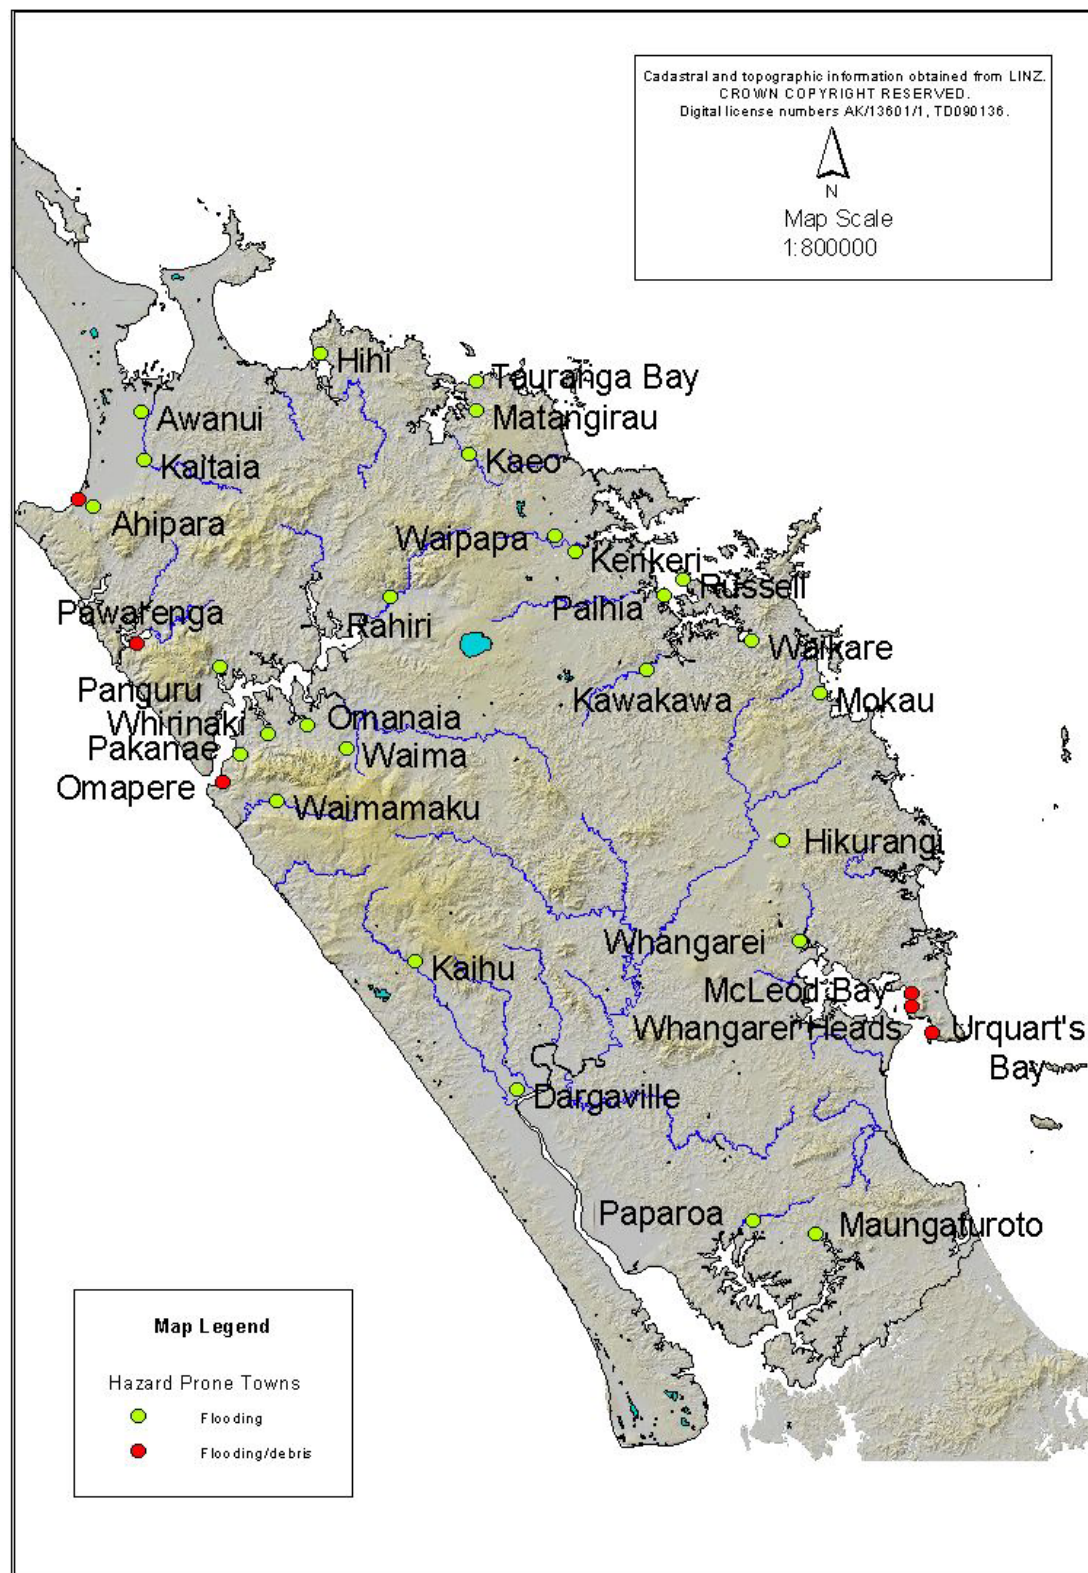 Cadastral and topographic information obtained from LINZ.
CROWN COPYRIGHT RESERVED.
Digital license numbers AK/13601/1, TD090136.
N
Map Scale
1:800000
Hihi
Tauranga Bay
Awanui
Matangirau
Kaitaia
Kaeo
Ahipara
Waipapa
Kerikeri
Russell
Paihia
Pawarenga
Rahiri
Waikare
Panguru
Kawakawa
Mokau
Whirinaki
Omanaia
Pakanae
Waima
Omapere
Waimamaku
Hikurangi
Whangarei
Kaihu
McLeod Bay
Whangarei Heads
Urquart's
Bay
Dargaville
Paparoa
Maungaturoto
Map Legend
Hazard Prone Towns
Flooding
Flooding/debris